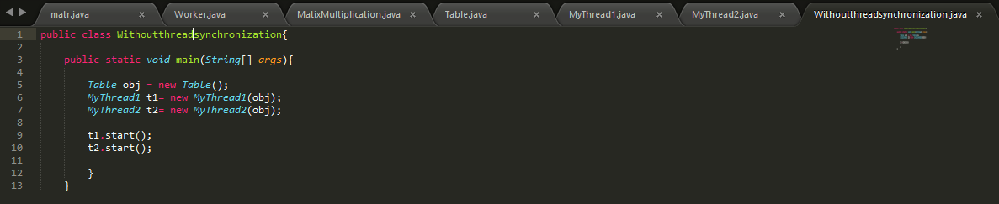 matr.java × Worker.java × MatixMultiplication.java × Table.java × MyThread1.java × MyThread2.java × Withoutthreadsynchronization.java ×
1 public class Withoutthreadsynchronization{
2
3 public static void main(String[] args){
4
5 Table obj = new Table();
6 MyThread1 t1= new MyThread1(obj);
7 MyThread2 t2= new MyThread2(obj);
8
9 t1.start();
10 t2.start();
11
12 }
13 }